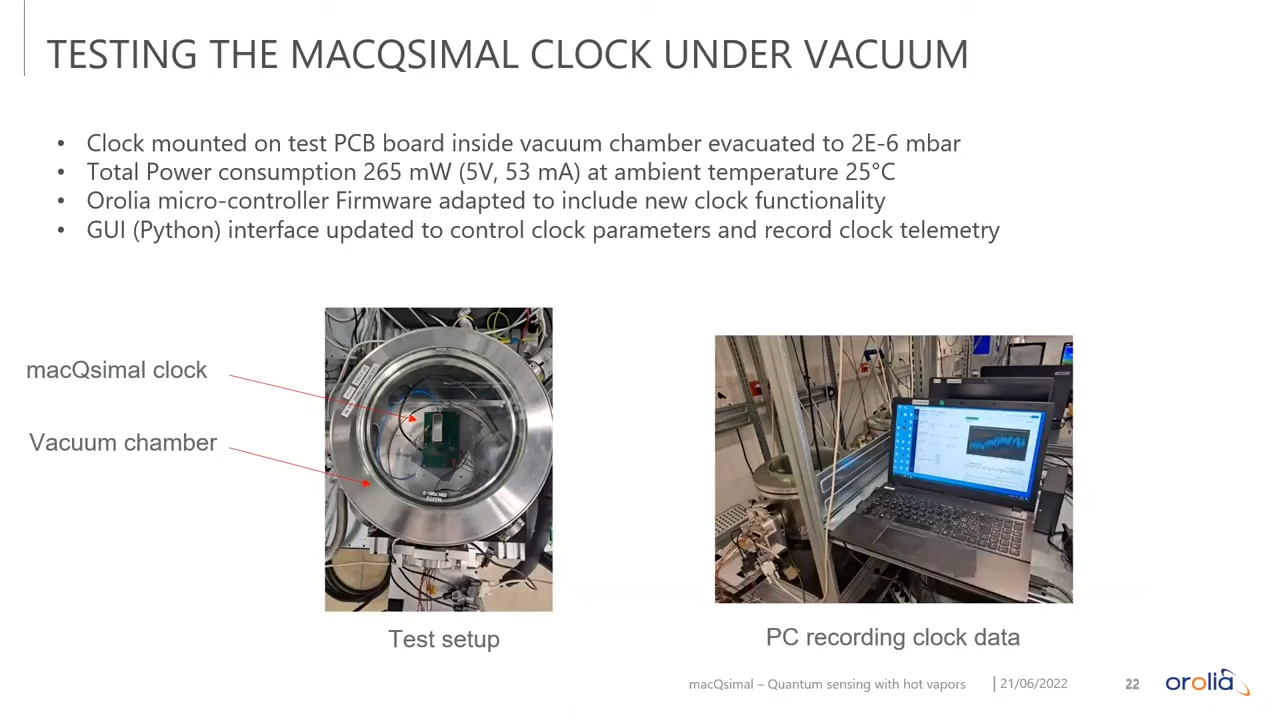 TESTING THE MACQSIMAL CLOCK UNDER VACUUM
• Clock mounted on test PCB board inside vacuum chamber evacuated to 2E-6 mbar
• Total Power consumption 265 mW (5V, 53 mA) at ambient temperature 25°C
• Orolia micro-controller Firmware adapted to include new clock functionality
• GUI (Python) interface updated to control clock parameters and record clock telemetry
macQsimal clock
Vacuum chamber
Test setup
PC recording clock data
macQsimal – Quantum sensing with hot vapors | 21/06/2022 22 orolia